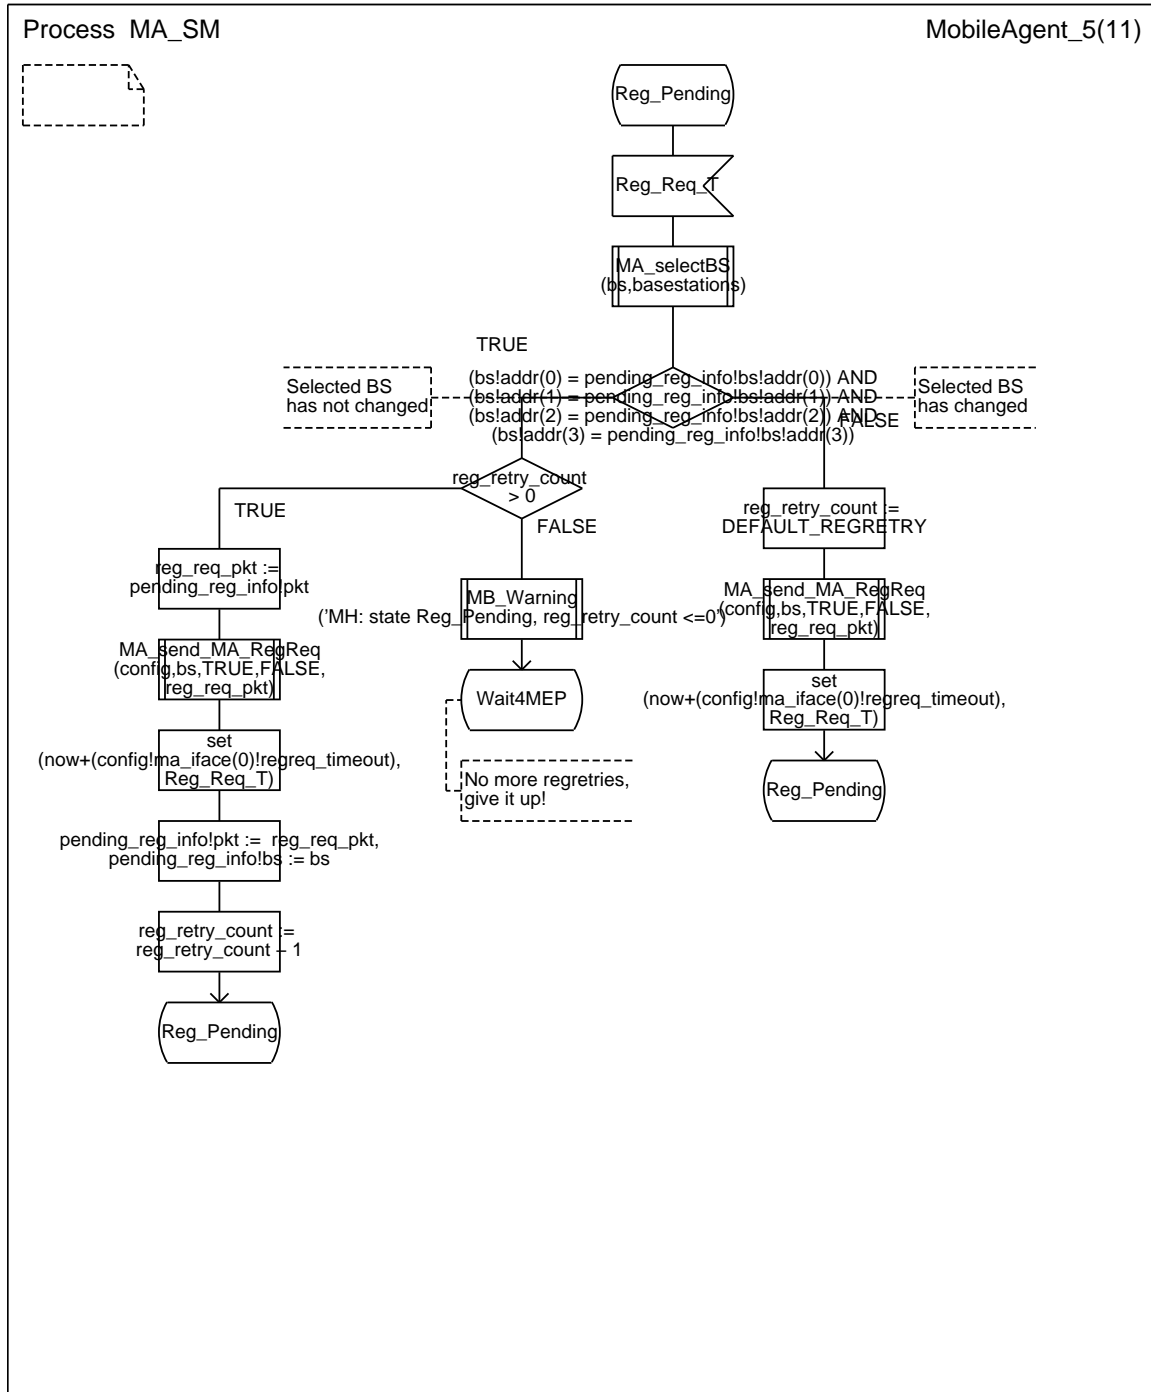 Process MA_SM
MobileAgent_5(11)
Reg_Pending
Reg_Req_T
MA_selectBS
(bs,basestations)
TRUE
(bs!addr(0) = pending_reg_info!bs!addr(0)) AND
(bs!addr(1) = pending_reg_info!bs!addr(1)) AND
(bs!addr(2) = pending_reg_info!bs!addr(2)) AND
(bs!addr(3) = pending_reg_info!bs!addr(3))
Selected BS
has not changed
Selected BS
has changed
FALSE
reg_retry_count
> 0
TRUE
FALSE
reg_req_pkt :=
pending_reg_info!pkt
MA_send_MA_RegReq
(config,bs,TRUE,FALSE,
reg_req_pkt)
set
(now+(config!ma_iface(0)!regreq_timeout),
Reg_Req_T)
pending_reg_info!pkt := reg_req_pkt,
pending_reg_info!bs := bs
reg_retry_count :=
reg_retry_count - 1
Reg_Pending
MB_Warning
('MH: state Reg_Pending, reg_retry_count <=0')
Wait4MEP
No more regretries,
give it up!
reg_retry_count :=
DEFAULT_REGRETRY
MA_send_MA_RegReq
(config,bs,TRUE,FALSE,
reg_req_pkt)
set
(now+(config!ma_iface(0)!regreq_timeout),
Reg_Req_T)
Reg_Pending